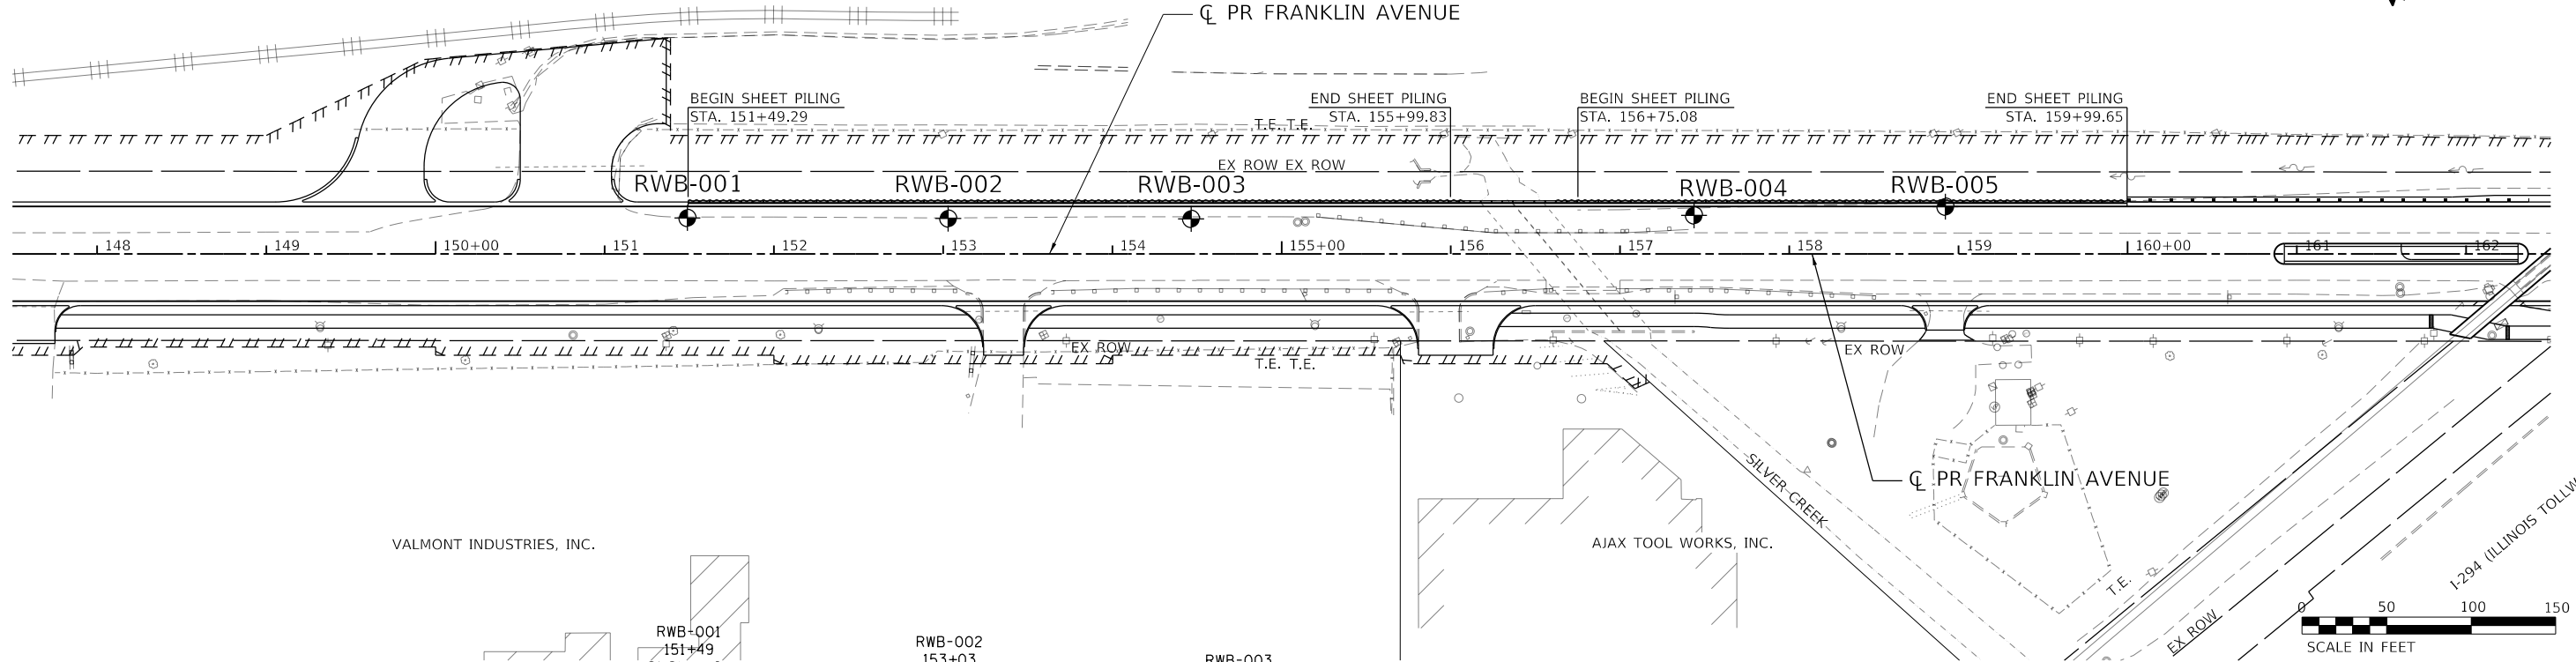 ℄ PR FRANKLIN AVENUE
BEGIN SHEET PILING
STA. 151+49.29
END SHEET PILING
STA. 155+99.83
BEGIN SHEET PILING
STA. 156+75.08
END SHEET PILING
STA. 159+99.65
T.E. T.E.
EX ROW EX ROW
RWB-001
RWB-002
RWB-003
RWB-004
RWB-005
148
149
150+00
151
152
153
154
155+00
156
157
158
159
160+00
161
162
EX ROW
T.E. T.E.
EX ROW
℄ PR FRANKLIN AVENUE
SILVER CREEK
VALMONT INDUSTRIES, INC.
AJAX TOOL WORKS, INC.
T.E.
EX ROW
I-294 (ILLINOIS TOLLW
0 50 100 150
SCALE IN FEET
RWB-001
151+49
RWB-002
153+03
RWB-003